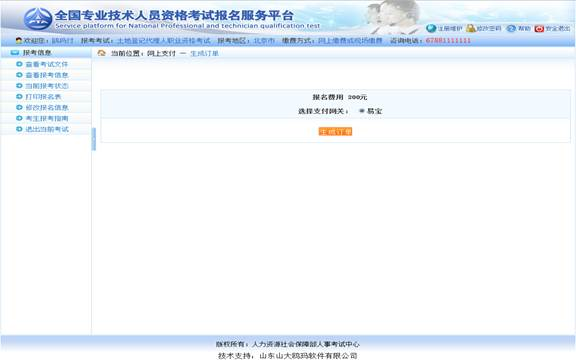 全国专业技术人员资格考试报名服务平台
Service platform for National Professional and technician qualification test
注册维护 修改密码 帮助 安全退出
欢迎您: 报考考试: 土地登记代理人职业资格考试 报考地区: 北京市 缴费方式: 网上缴费或现场缴费 咨询电话: 67881111111
报考信息
当前位置: 网上支付 — 生成订单
查看考试文件
查看报考信息
当前报考状态
打印报名表
修改报名信息
考生报考指南
退出当前考试
报名费用 200元
选择支付网关: 易宝
生成订单
版权所有: 人力资源社会保障部人事考试中心
技术支持: 山东山大鸥玛软件有限公司